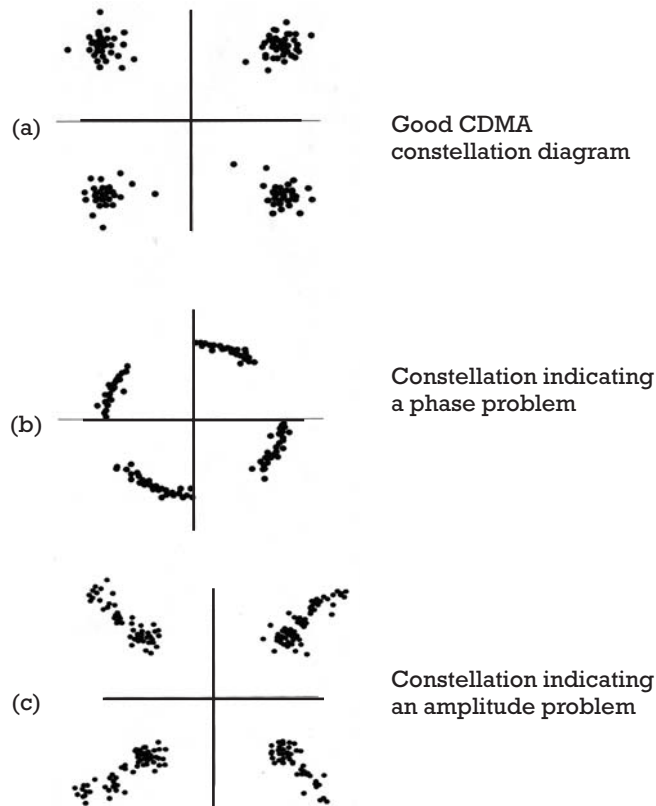 (a)
Good CDMA
constellation diagram
(b)
Constellation indicating
a phase problem
(c)
Constellation indicating
an amplitude problem